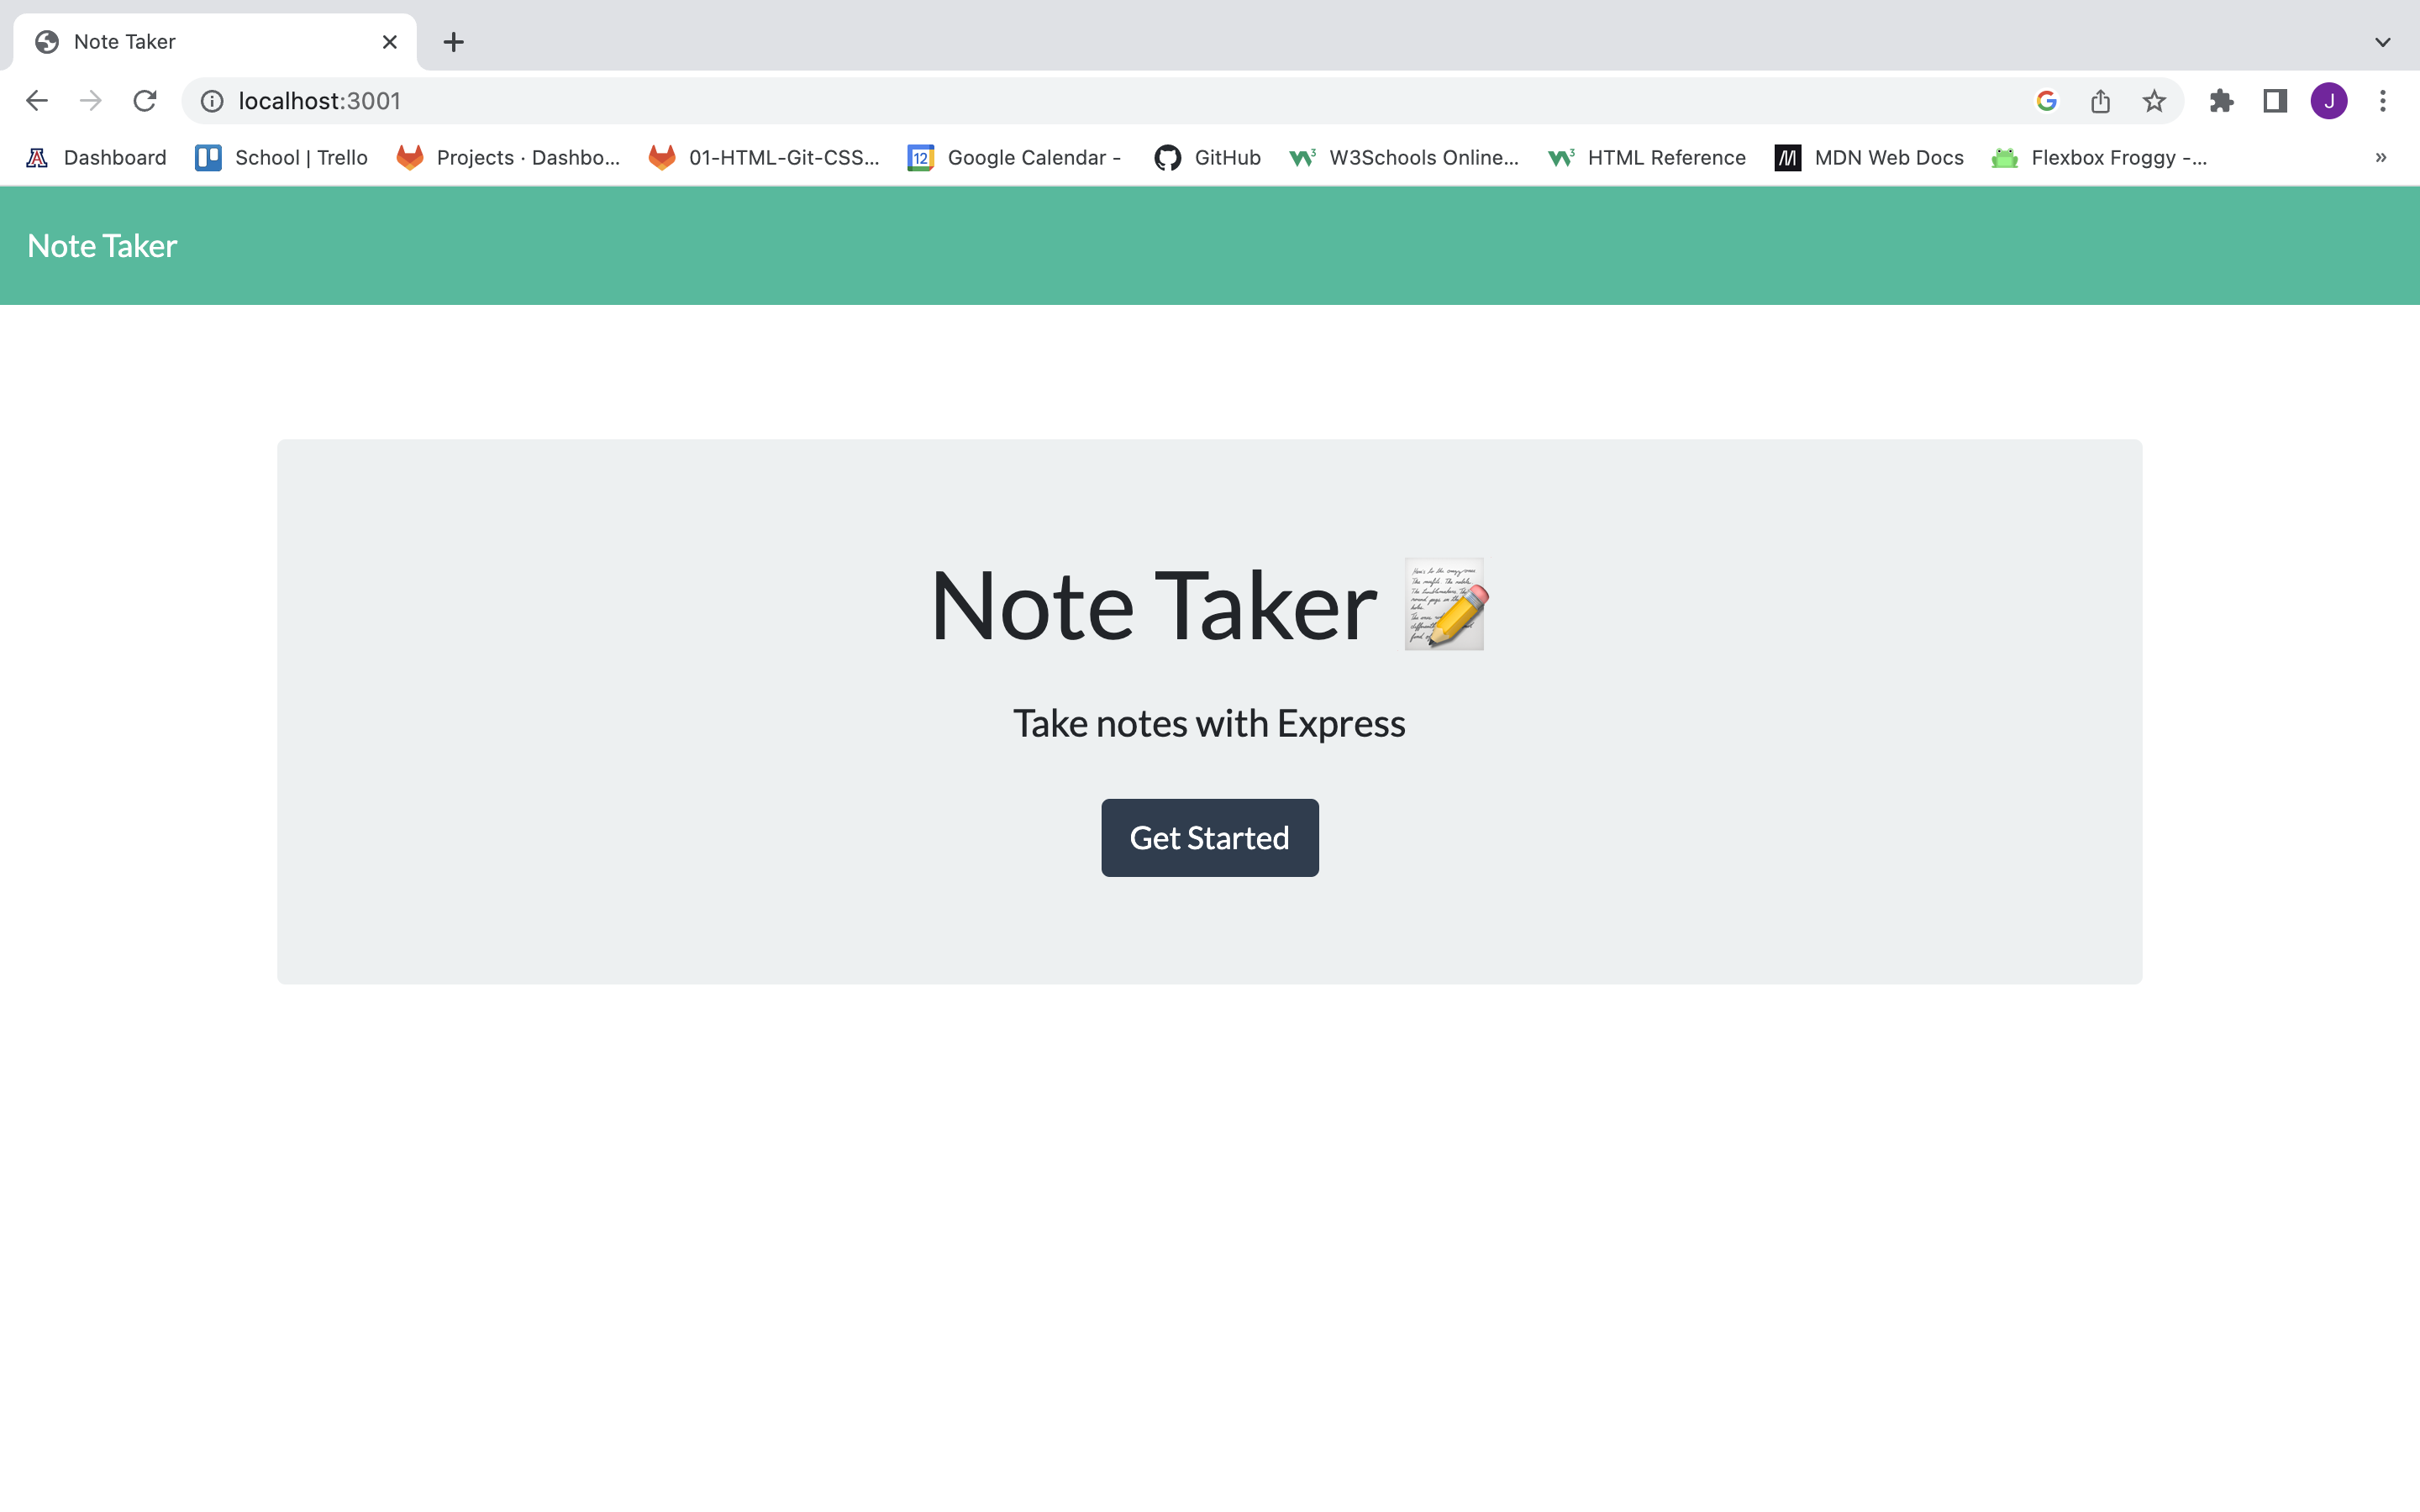 Note Taker
localhost:3001
J
Dashboard School | Trello Projects · Dashbo... 01-HTML-Git-CSS... 12 Google Calendar - GitHub W3Schools Online... HTML Reference MDN Web Docs Flexbox Froggy -... »
Note Taker
Note Taker
Take notes with Express
Get Started